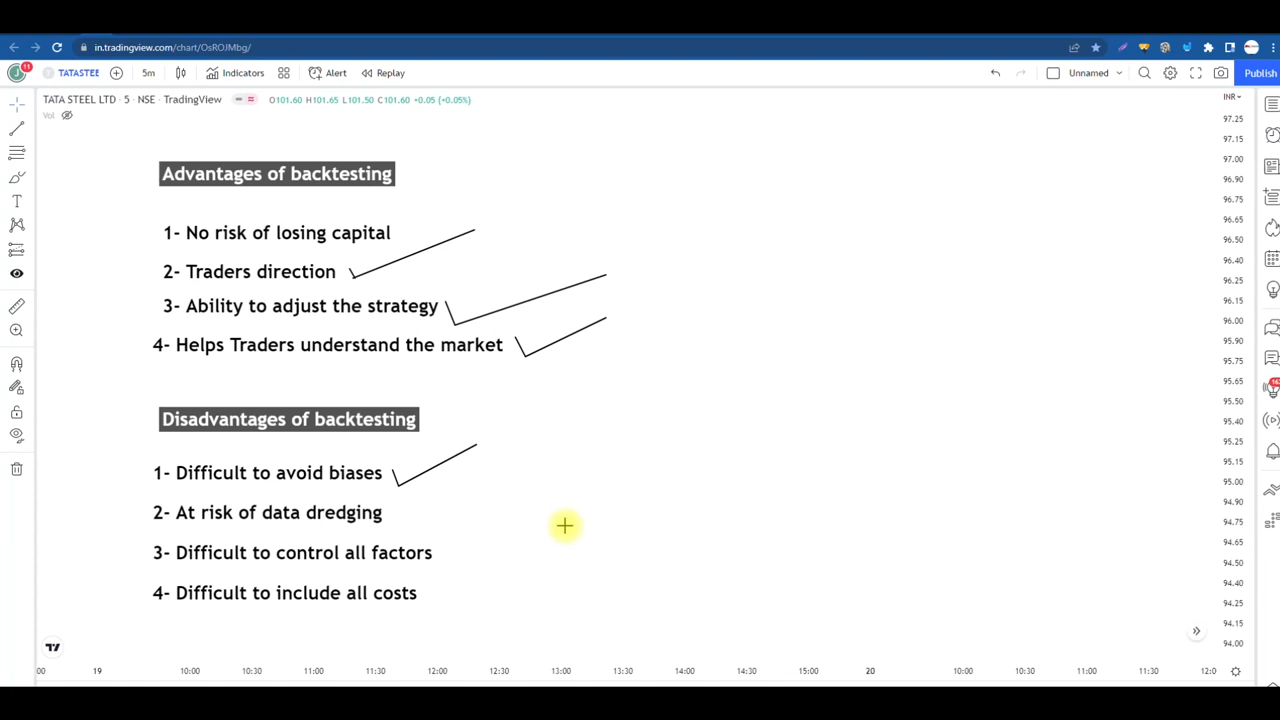 in.tradingview.com/chart/OsROJMbg/
11
TATASTEE
5m
Indicators
Alert
Replay
Unnamed
Publish
TATA STEEL LTD · 5 · NSE · TradingView
O101.60 H101.65 L101.50 C101.60 +0.05 (+0.05%)
INR
Vol
97.25
97.15
97.00
96.90
96.75
96.65
96.50
96.40
96.25
96.15
96.00
95.90
95.75
95.65
95.50
95.40
95.25
95.15
95.00
94.90
94.75
94.65
94.50
94.40
94.25
94.15
94.00
Advantages of backtesting
1- No risk of losing capital
2- Traders direction
3- Ability to adjust the strategy
4- Helps Traders understand the market
Disadvantages of backtesting
1- Difficult to avoid biases
2- At risk of data dredging
3- Difficult to control all factors
4- Difficult to include all costs
:00 19 10:00 10:30 11:00 11:30 12:00 12:30 13:00 13:30 14:00 14:30 15:00 20 10:00 10:30 11:00 11:30 12:0